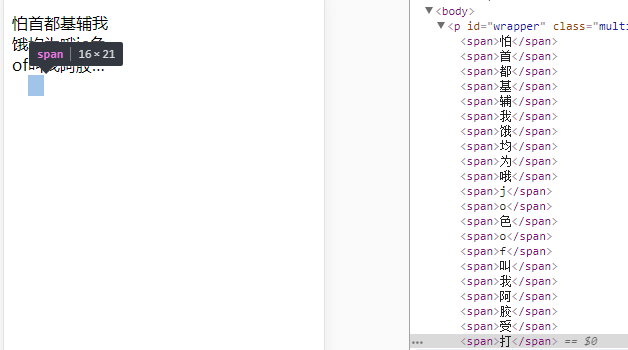 怕首都基辅我
饿均为哦jo色
of叫我阿胶...
span 16×21
<body>
<p id="wrapper" class="multi
<span>怕</span>
<span>首</span>
<span>都</span>
<span>基</span>
<span>辅</span>
<span>我</span>
<span>饿</span>
<span>均</span>
<span>为</span>
<span>哦</span>
<span>j</span>
<span>o</span>
<span>色</span>
<span>o</span>
<span>f</span>
<span>叫</span>
<span>我</span>
<span>阿</span>
<span>胶</span>
<span>受</span>
... <span>打</span> == $0